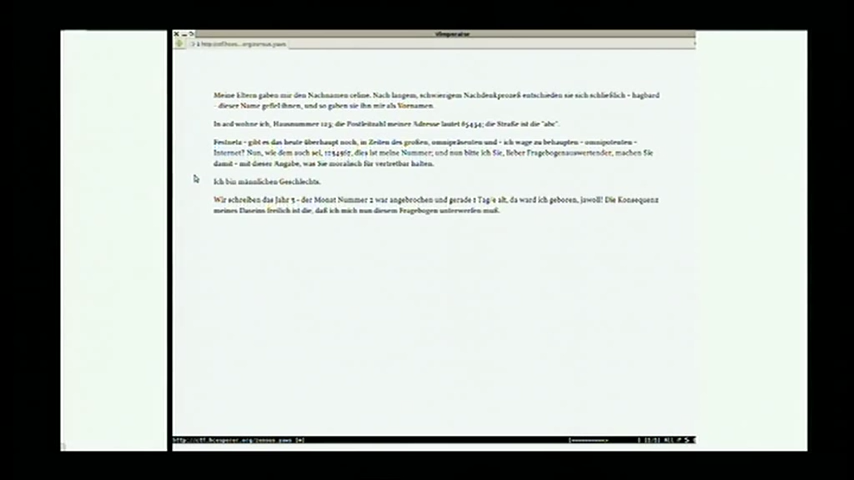 Vimperator
Meine Eltern gaben mir den Nachnamen celine. Nach langem, schwierigem Nachdenkprozeß entschieden sie sich schließlich - hagbard
- dieser Name gefiel ihnen, und so gaben sie ihn mir als Vornamen.
In asd wohne ich, Hausnummer 123; die Postleitzahl meiner Adresse lautet 65434; die Straße ist die "abc".
Festnetz - gibt es das heute überhaupt noch, in Zeiten des großen, omnipräsenten und - ich wage zu behaupten - omnipotenten -
Internet? Nun, wie dem auch sei, 1234567, dies ist meine Nummer; und nun bitte ich Sie, lieber Fragebogenauswertender, machen Sie
damit - mit dieser Angabe, was Sie moralisch für vertretbar halten.
Ich bin männlichen Geschlechts.
Wir schreiben das Jahr 5 - der Monat Nummer 2 war angebrochen und gerade 1 Tag/e alt, da ward ich geboren, jawoll! Die Konsequenz
meines Daseins freilich ist die, daß ich mich nun diesem Fragebogen unterwerfen muß.